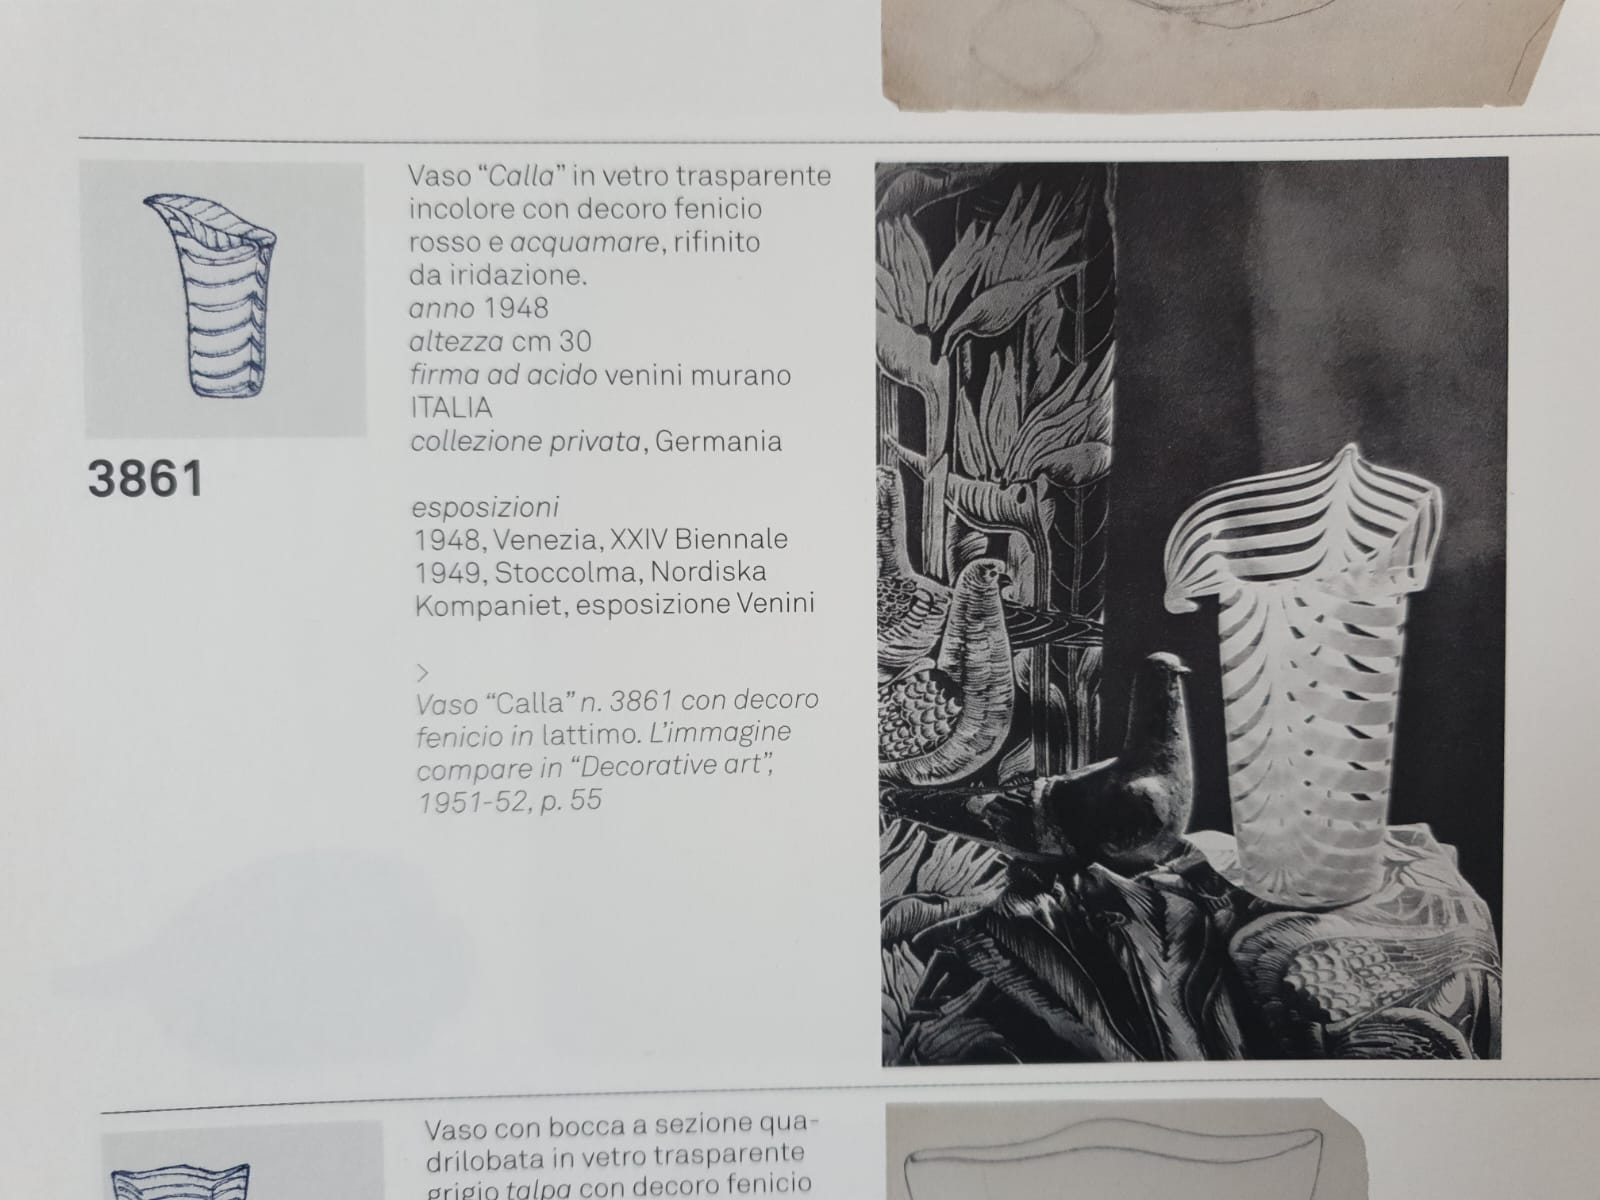 Vaso “Calla” in vetro trasparente
incolore con decoro fenicio
rosso e acquamare, rifinito
da iridazione.
anno 1948
altezza cm 30
firma ad acido venini murano
ITALIA
collezione privata, Germania
3861
esposizioni
1948, Venezia, XXIV Biennale
1949, Stoccolma, Nordiska
Kompaniet, esposizione Venini
>
Vaso “Calla” n. 3861 con decoro
fenicio in lattimo. L’immagine
compare in “Decorative art”,
1951-52, p. 55
Vaso con bocca a sezione qua-
drilobata in vetro trasparente
grigio talpa con decoro fenicio